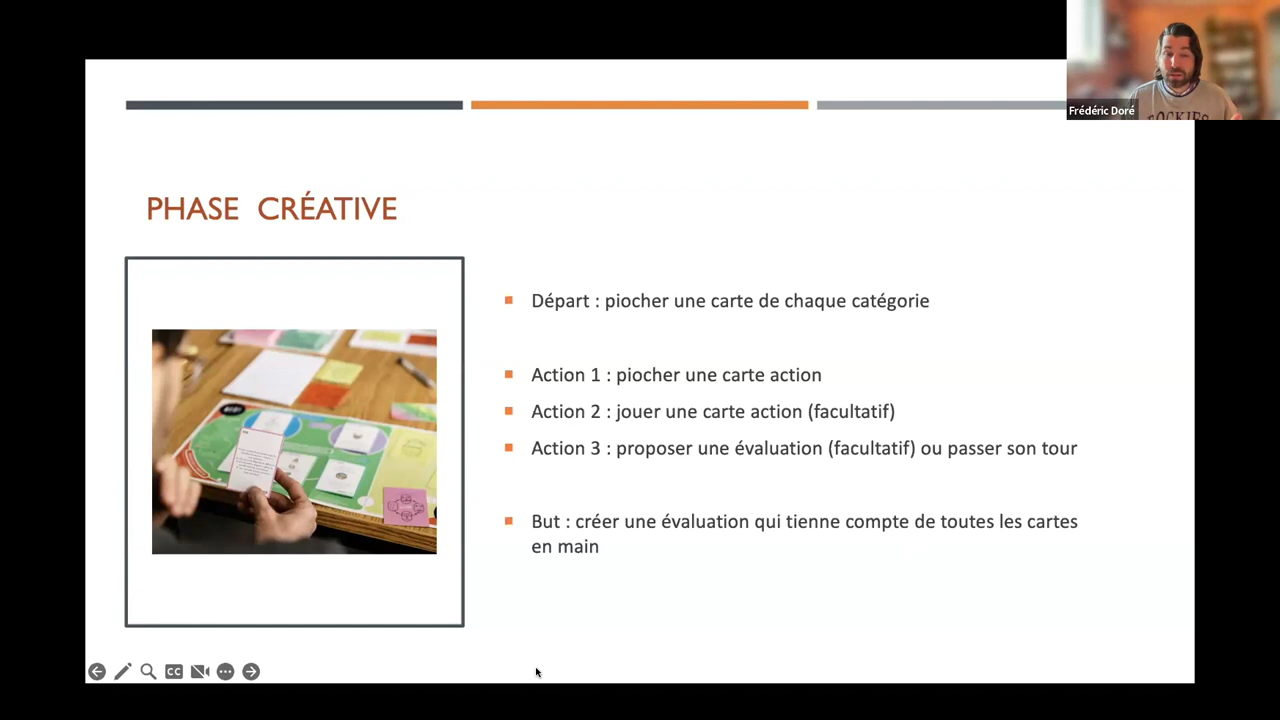 Frédéric Doré
PHASE CRÉATIVE
Départ : piocher une carte de chaque catégorie
Action 1 : piocher une carte action
Action 2 : jouer une carte action (facultatif)
Action 3 : proposer une évaluation (facultatif) ou passer son tour
But : créer une évaluation qui tienne compte de toutes les cartes
en main
CC